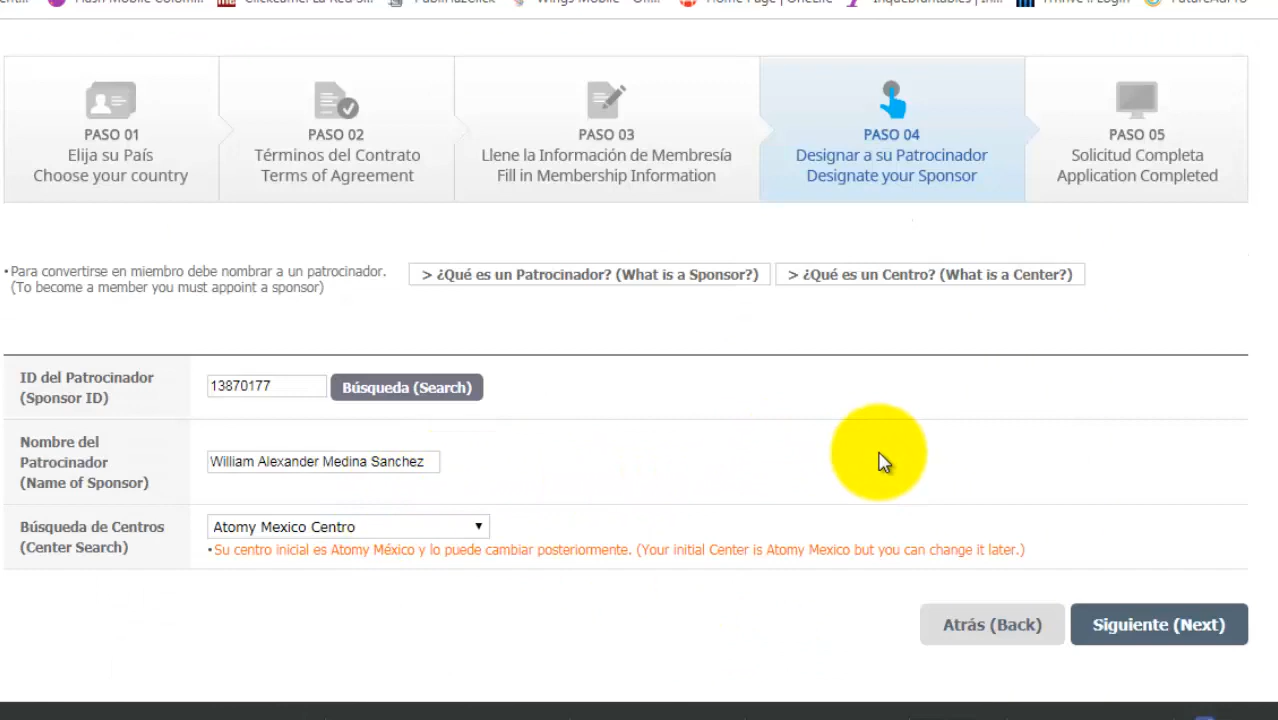 PASO 01
Elija su País
Choose your country
PASO 02
Términos del Contrato
Terms of Agreement
PASO 03
Llene la Información de Membresía
Fill in Membership Information
PASO 04
Designar a su Patrocinador
Designate your Sponsor
PASO 05
Solicitud Completa
Application Completed
•Para convertirse en miembro debe nombrar a un patrocinador.
(To become a member you must appoint a sponsor)
> ¿Qué es un Patrocinador? (What is a Sponsor?)
> ¿Qué es un Centro? (What is a Center?)
ID del Patrocinador
(Sponsor ID)
13870177
Búsqueda (Search)
Nombre del
Patrocinador
(Name of Sponsor)
William Alexander Medina Sanchez
Búsqueda de Centros
(Center Search)
Atomy Mexico Centro
•Su centro inicial es Atomy México y lo puede cambiar posteriormente. (Your initial Center is Atomy Mexico but you can change it later.)
Atrás (Back)
Siguiente (Next)